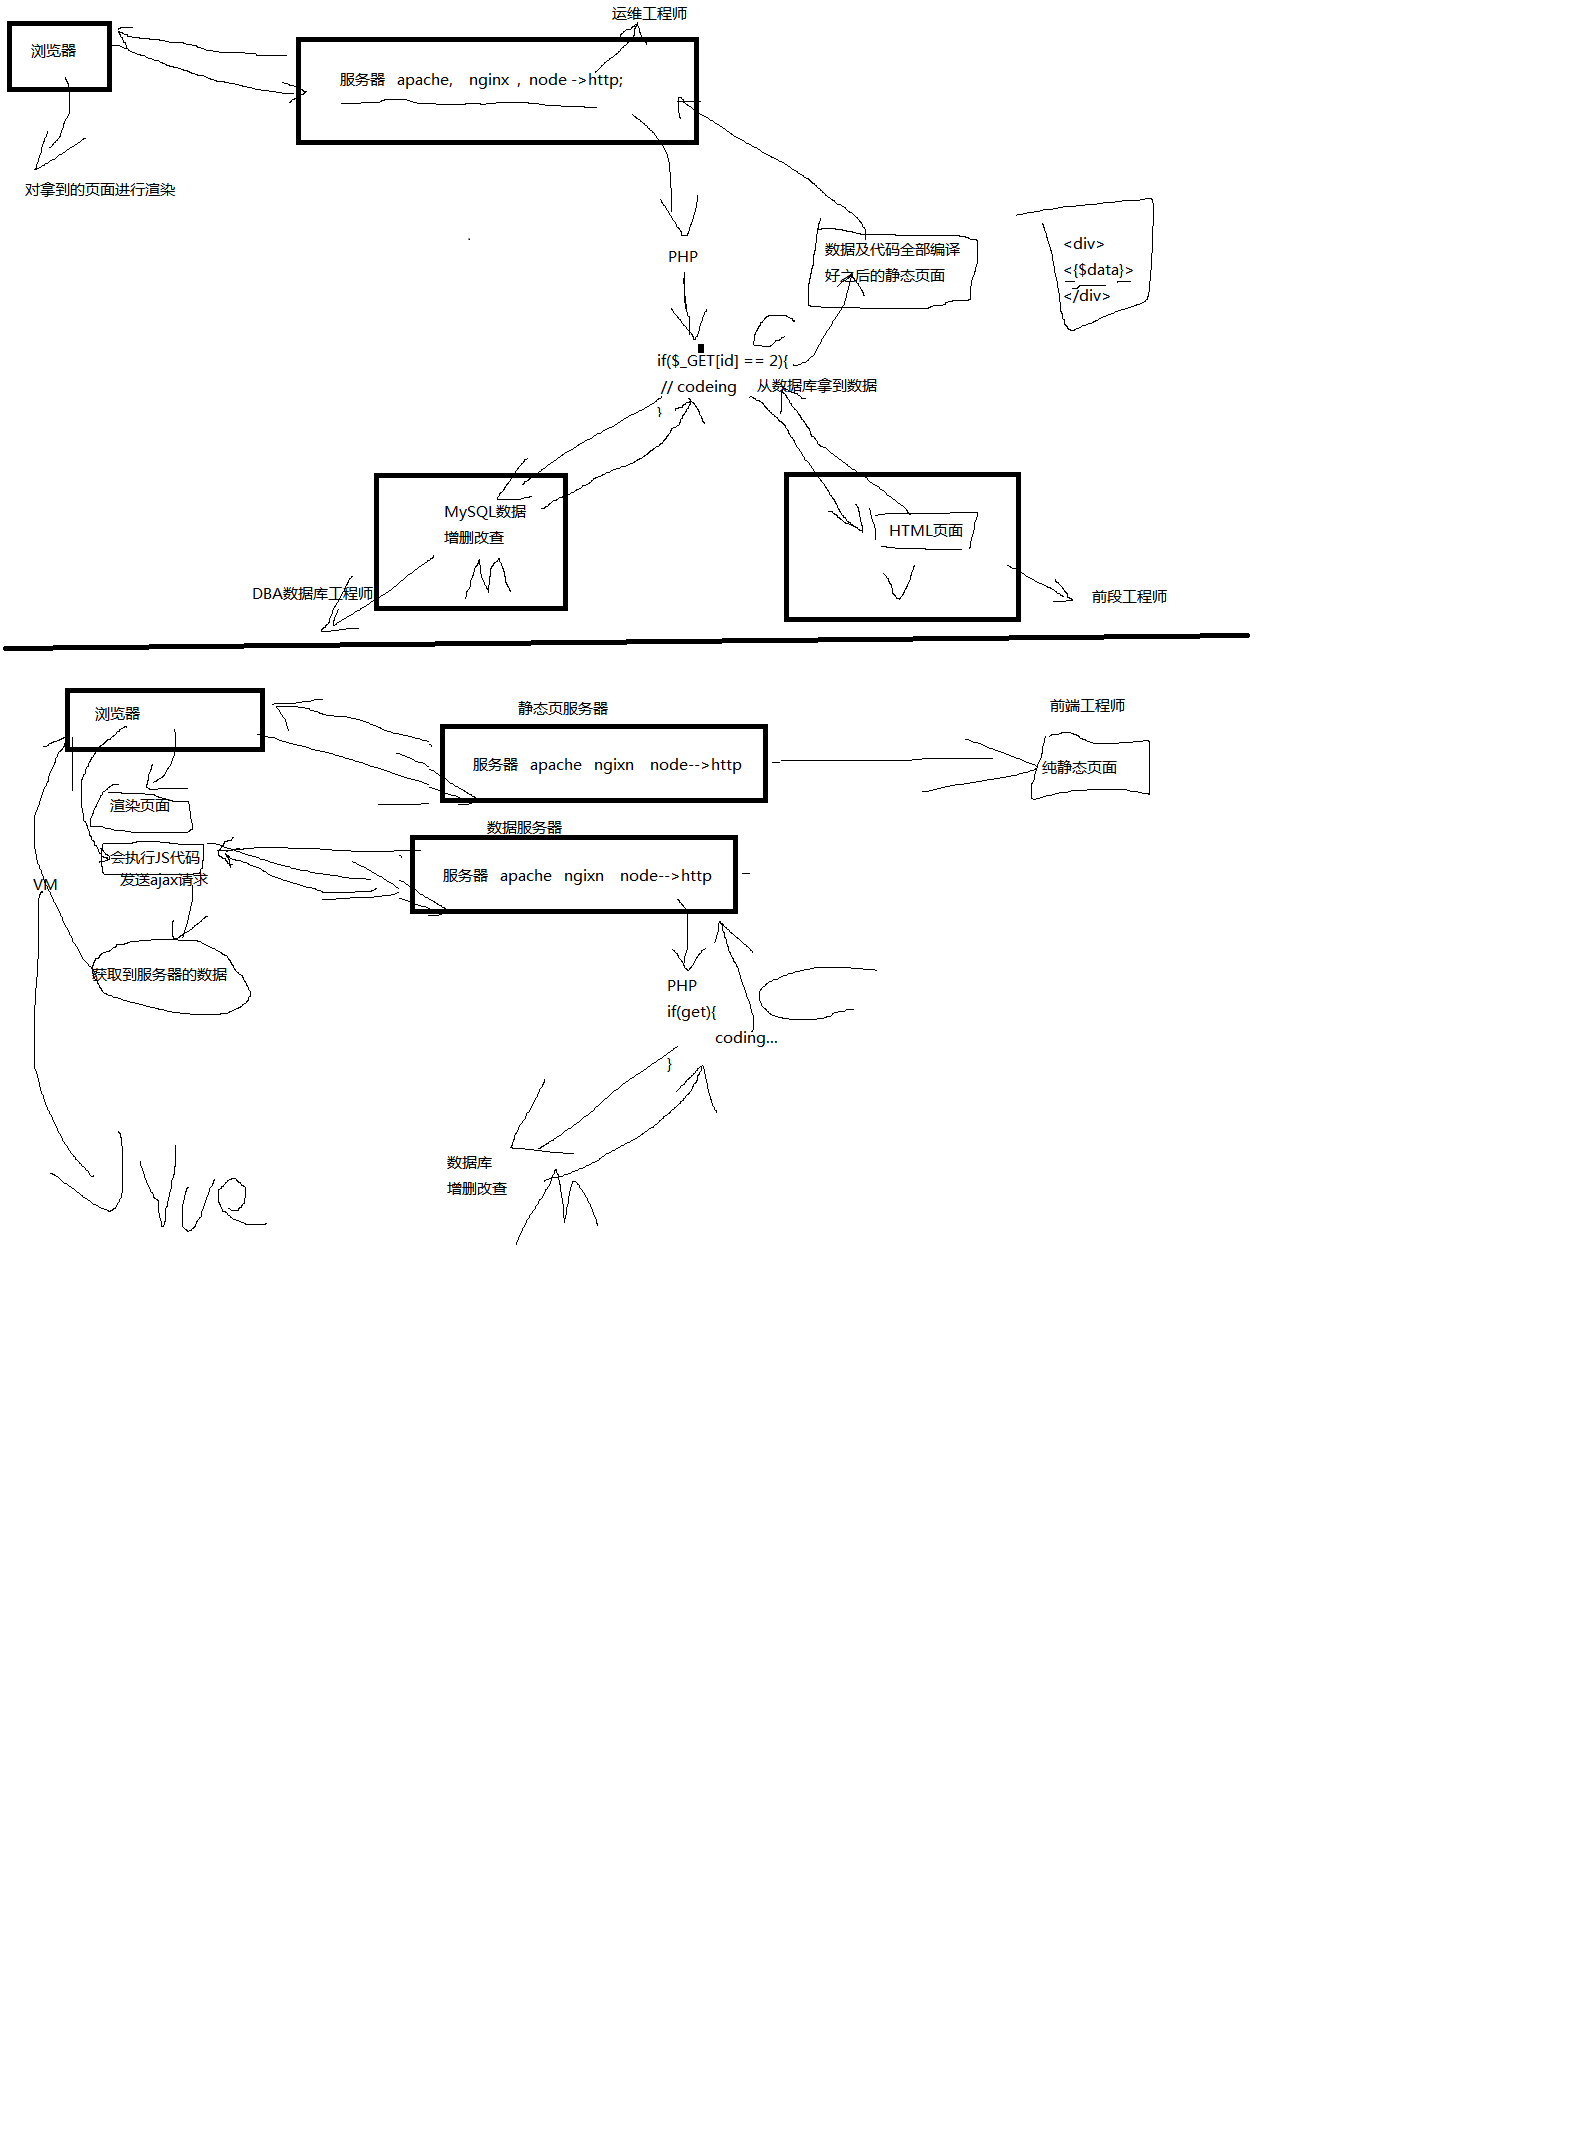 运维工程师
浏览器
服务器 apache, nginx , node ->http;
对拿到的页面进行渲染
PHP
数据及代码全部编译
好之后的静态页面
<div>
<{$data}>
</div>
C
if($_GET[id] == 2){
// codeing 从数据库拿到数据
}
MySQL数据
增删改查
M
HTML页面
V
DBA数据库工程师
前段工程师
浏览器
静态页服务器
前端工程师
服务器 apache ngixn node-->http
纯静态页面
渲染页面
数据服务器
会执行JS代码
发送ajax请求
服务器 apache ngixn node-->http
VM
获取到服务器的数据
PHP
if(get){
coding...
}
C
数据库
增删改查
M
Vue